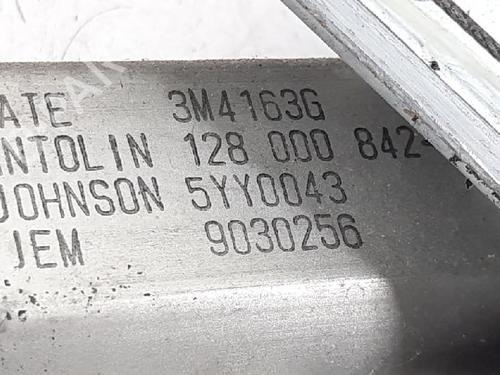 ATE 3M4163G
NTOLIN 128 000 842-
JOHNSON 5YY0043
JEM 9030256